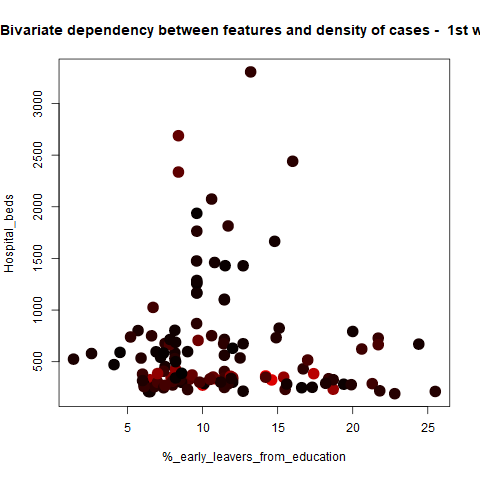 Bivariate dependency between features and density of cases - 1st w
Hospital_beds
3000
2500
2000
1500
1000
500
5 10 15 20 25
%_early_leavers_from_education